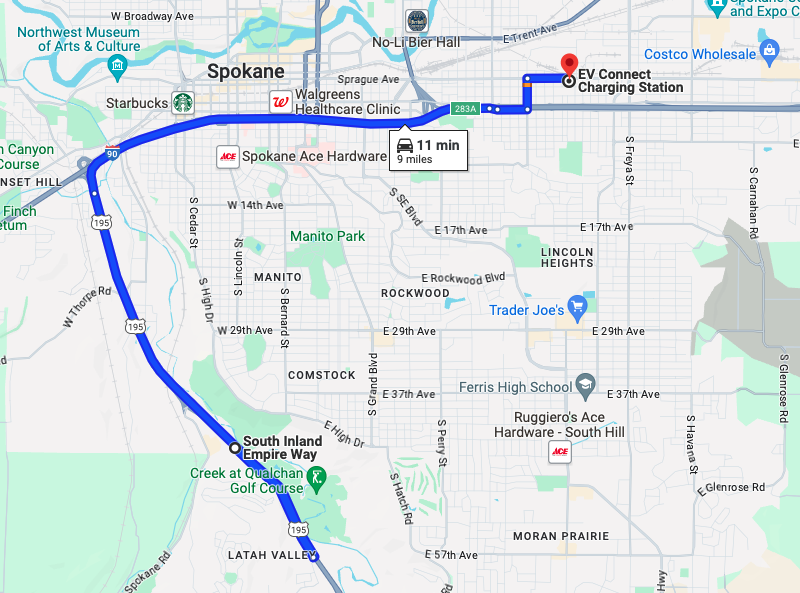 W Broadway Ave
Northwest Museum
of Arts & Culture
No-Li Bier Hall
E Trent Ave
and Expo C
Costco Wholesale
Spokane
Sprague Ave
EV Connect
Charging Station
Starbucks
Walgreens
Healthcare Clinic
283A
n Canyon
Course
90
ACE
Spokane Ace Hardware
11 min
9 miles
NSET HILL
Finch
etum
195
S Cedar St
W 14th Ave
S SE Blvd
E 17th Ave
E 17th Ave
S Freya St
S Carnahan Rd
Manito Park
S Lincoln St
LINCOLN
HEIGHTS
MANITO
E Rockwood Blvd
ROCKWOOD
W Thorpe Rd
S High Dr
S Bernard St
Trader Joe's
195
W 29th Ave
E 29th Ave
E 29th Ave
COMSTOCK
S Grand Blvd
E 37th Ave
Ferris High School
E 37th Ave
S Glenrose Rd
Ruggiero's Ace
Hardware - South Hill
ACE
E High Dr
S Perry St
S Havana St
South Inland
Empire Way
Creek at Qualchan
Golf Course
S Hatch Rd
E Glenrose Rd
195
LATAH VALLEY
E 57th Ave
MORAN PRAIRIE
Spokane Rd
Rd
Hwy